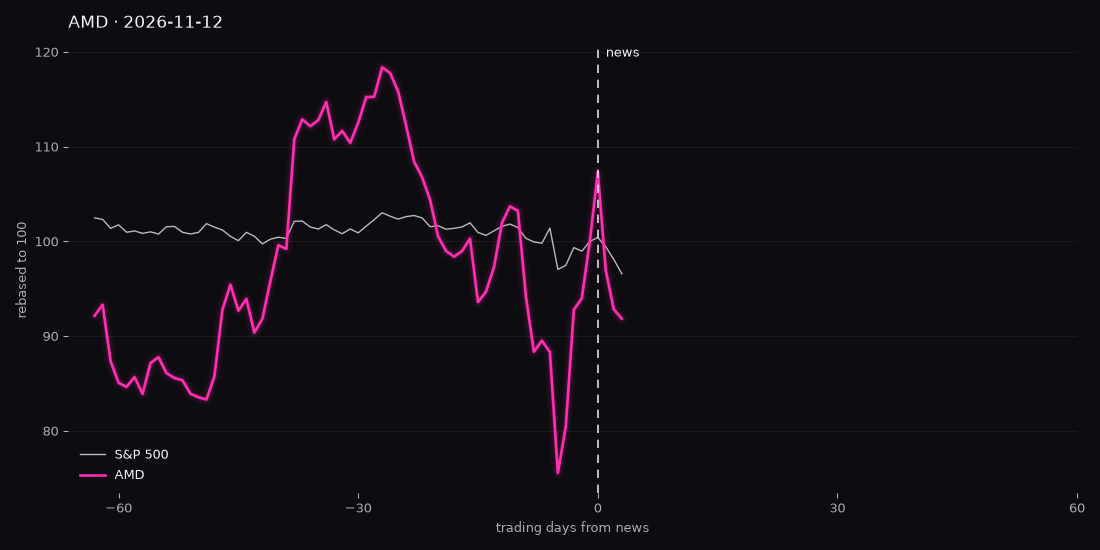 AMD · 2026-11-12
120
110
100
90
80
rebased to 100
news
S&P 500
AMD
−60
−30
0
30
60
trading days from news